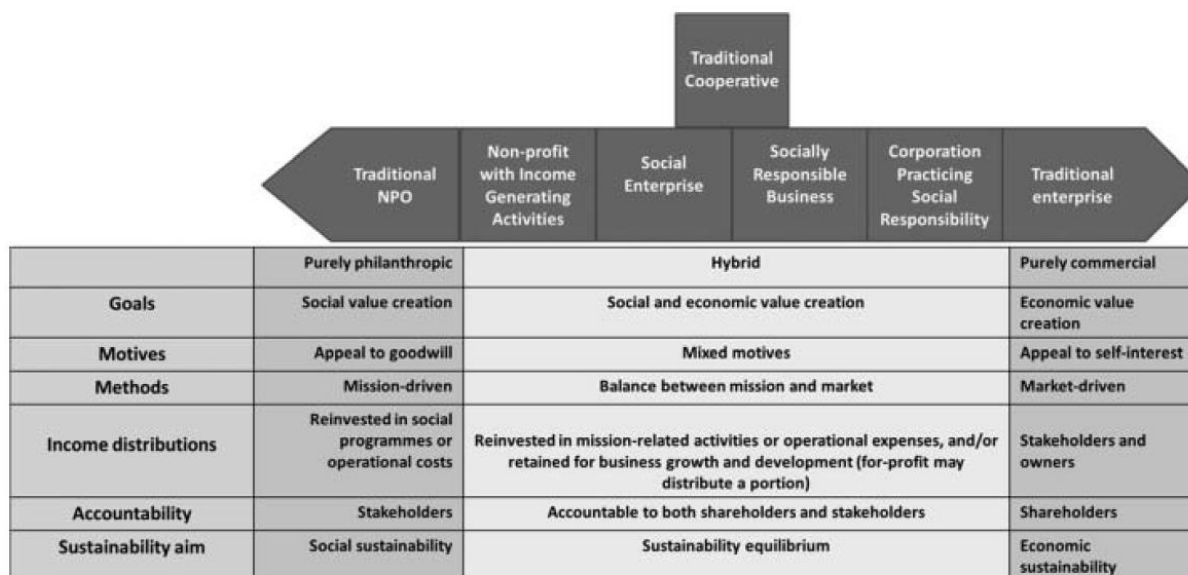 Traditional
Cooperative
Traditional
NPO
Non-profit
with Income
Generating
Activities
Social
Enterprise
Socially
Responsible
Business
Corporation
Practicing
Social
Responsibility
Traditional
enterprise
Purely philanthropic
Hybrid
Purely commercial
Goals
Social value creation
Social and economic value creation
Economic value
creation
Motives
Appeal to goodwill
Mixed motives
Appeal to self-interest
Methods
Mission-driven
Balance between mission and market
Market-driven
Income distributions
Reinvested in social
programmes or
operational costs
Reinvested in mission-related activities or operational expenses, and/or
retained for business growth and development (for-profit may
distribute a portion)
Stakeholders and
owners
Accountability
Stakeholders
Accountable to both shareholders and stakeholders
Shareholders
Sustainability aim
Social sustainability
Sustainability equilibrium
Economic
sustainability